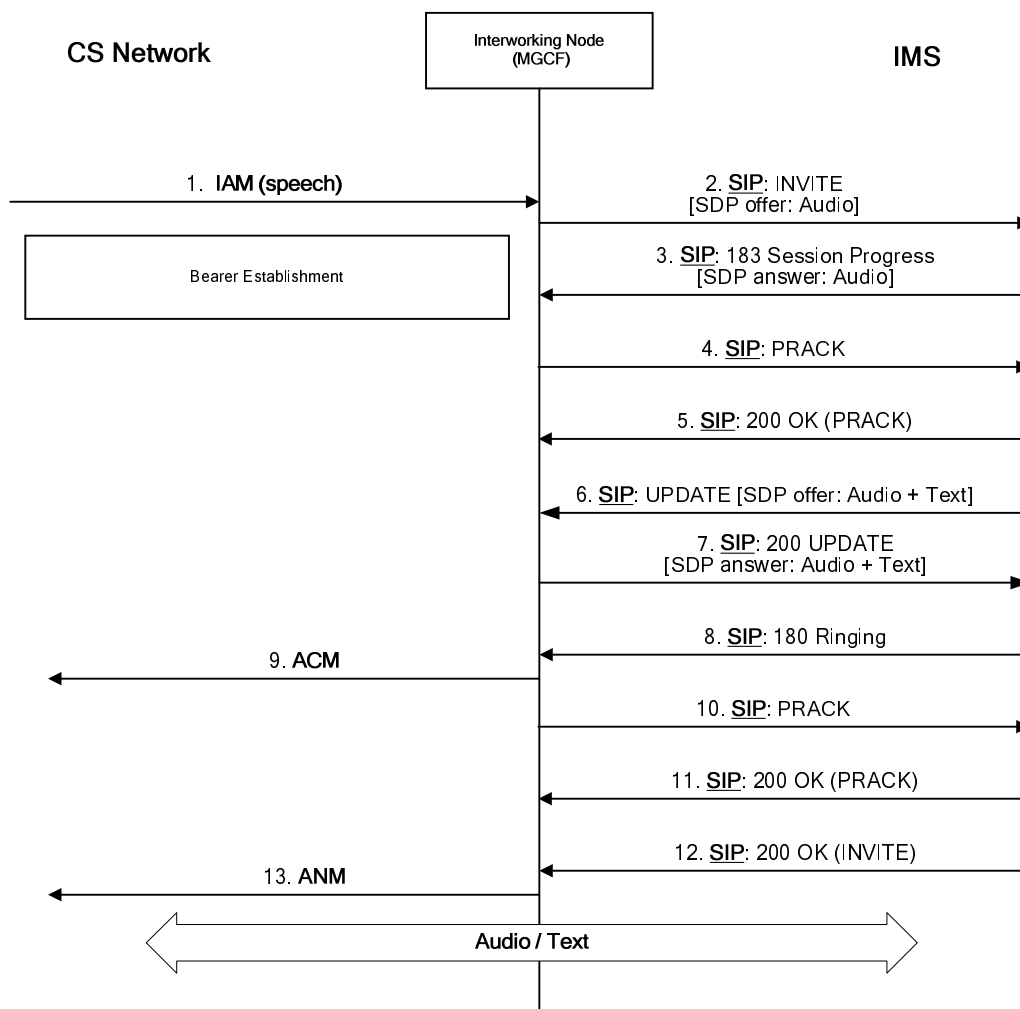 Interworking Node
(MGCF)
CS Network
IMS
1. IAM (speech)
2. SIP: INVITE
[SDP offer: Audio]
3. SIP: 183 Session Progress
[SDP answer: Audio]
Bearer Establishment
4. SIP: PRACK
5. SIP: 200 OK (PRACK)
6. SIP: UPDATE [SDP offer: Audio + Text]
7. SIP: 200 UPDATE
[SDP answer: Audio + Text]
8. SIP: 180 Ringing
9. ACM
10. SIP: PRACK
11. SIP: 200 OK (PRACK)
12. SIP: 200 OK (INVITE)
13. ANM
Audio / Text